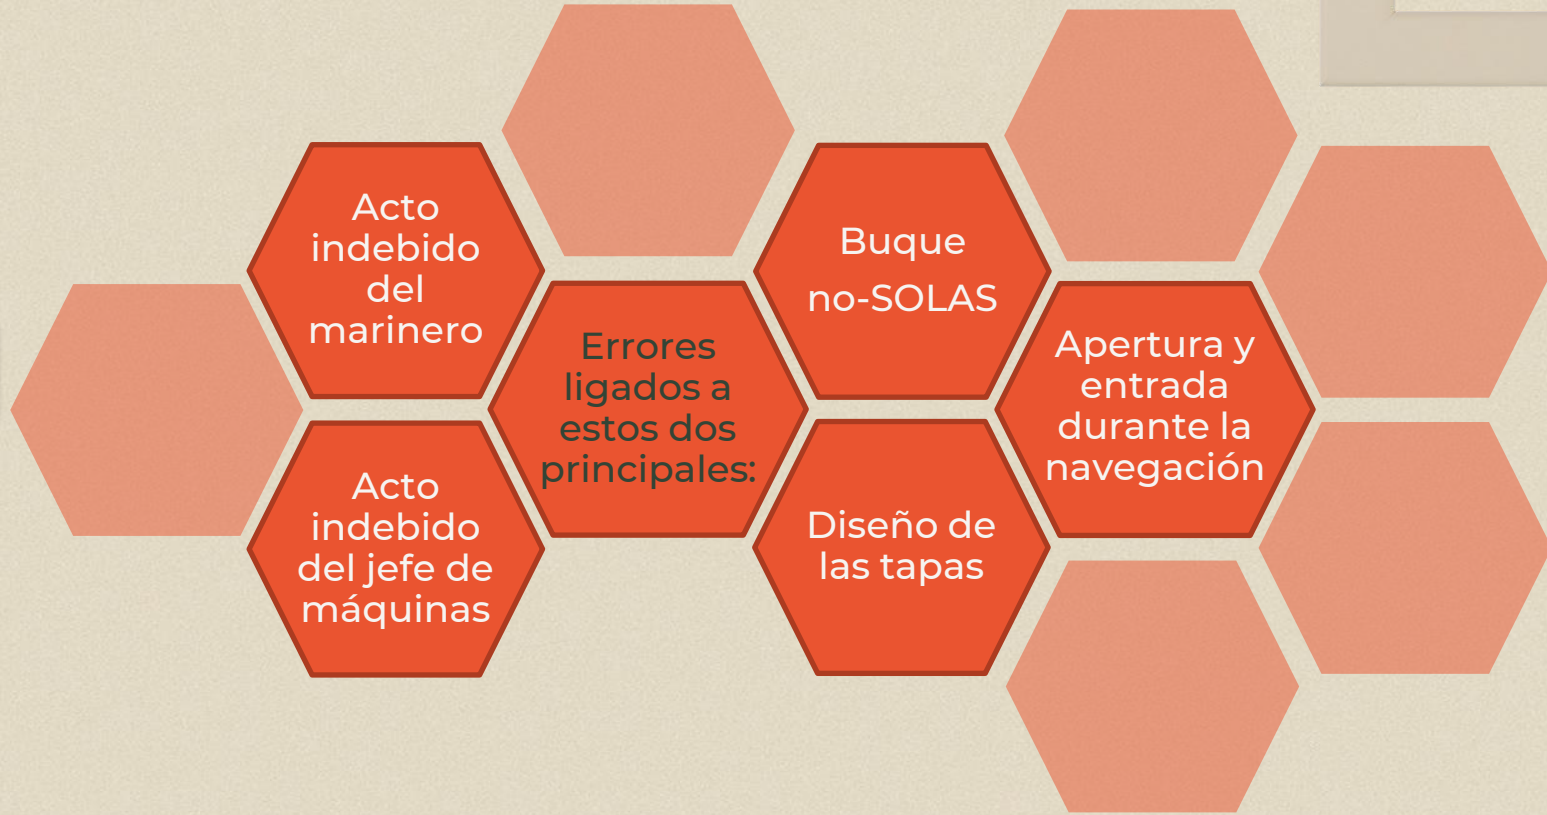 Acto
indebido
del
marinero
Acto
indebido
del jefe de
máquinas
Errores
ligados a
estos dos
principales:
Buque
no-SOLAS
Diseño de
las tapas
Apertura y
entrada
durante la
navegación